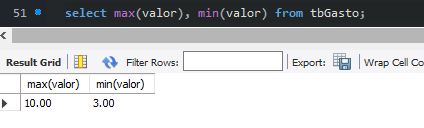 51 select max(valor), min(valor) from tbGasto;
Result Grid Filter Rows: Export: Wrap Cell Co
max(valor) min(valor)
10.00 3.00